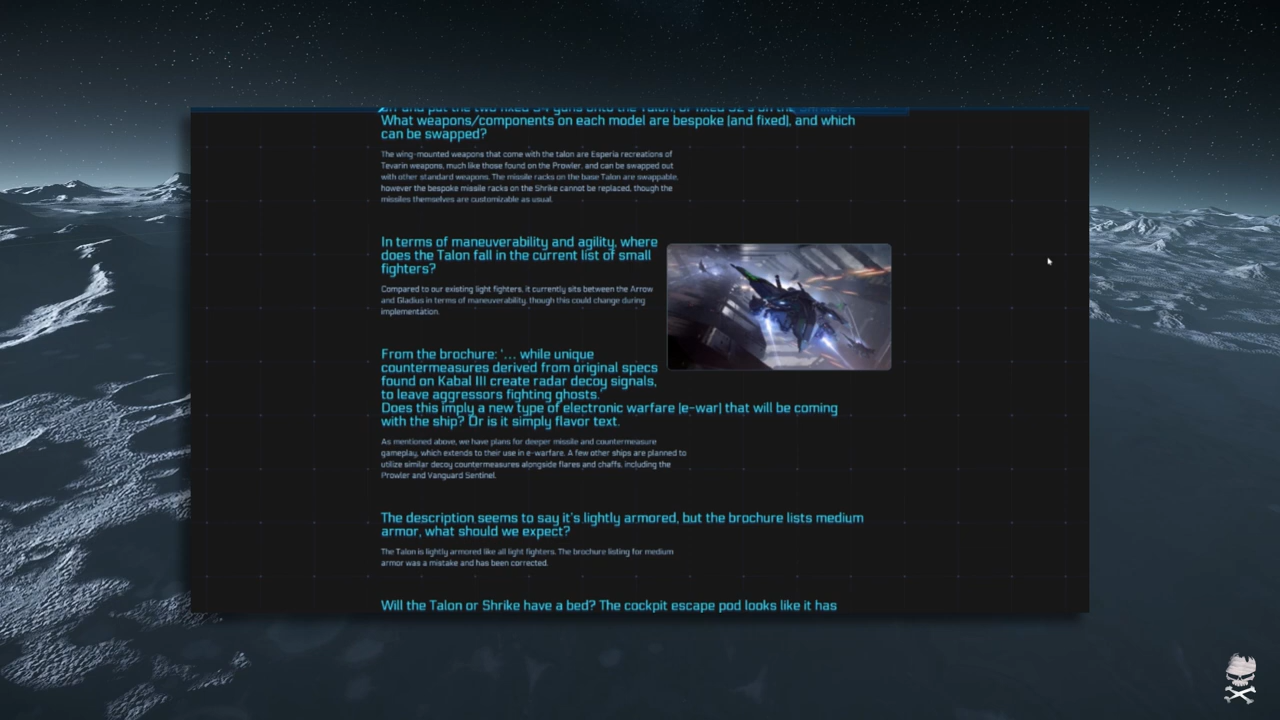 What weapons/components on each model are bespoke [and fixed], and which
can be swapped?
The wing-mounted weapons that come with the talon are Esperia recreations of
Tevarin weapons, much like those found on the Prowler, and can be swapped out
with other standard weapons. The missile racks on the base Talon are swappable,
however the bespoke missile racks on the Shrike cannot be replaced, though the
missiles themselves are customizable as usual.
In terms of maneuverability and agility, where
does the Talon fall in the current list of small
fighters?
Compared to our existing light fighters, it currently sits between the Arrow
and Gladius in terms of maneuverability, though this could change during
implementation.
From the brochure: '... while unique
countermeasures derived from original specs
found on Kabal III create radar decoy signals,
to leave aggressors fighting ghosts.'
Does this imply a new type of electronic warfare [e-war] that will be coming
with the ship? Or is it simply flavor text.
As mentioned above, we have plans for deeper missile and countermeasure
gameplay, which extends to their use in e-warfare. A few other ships are planned to
utilize similar decoy countermeasures alongside flares and chaffs, including the
Prowler and Vanguard Sentinel.
The description seems to say it's lightly armored, but the brochure lists medium
armor, what should we expect?
The Talon is lightly armored like all light fighters. The brochure listing for medium
armor was a mistake and has been corrected.
Will the Talon or Shrike have a bed? The cockpit escape pod looks like it has